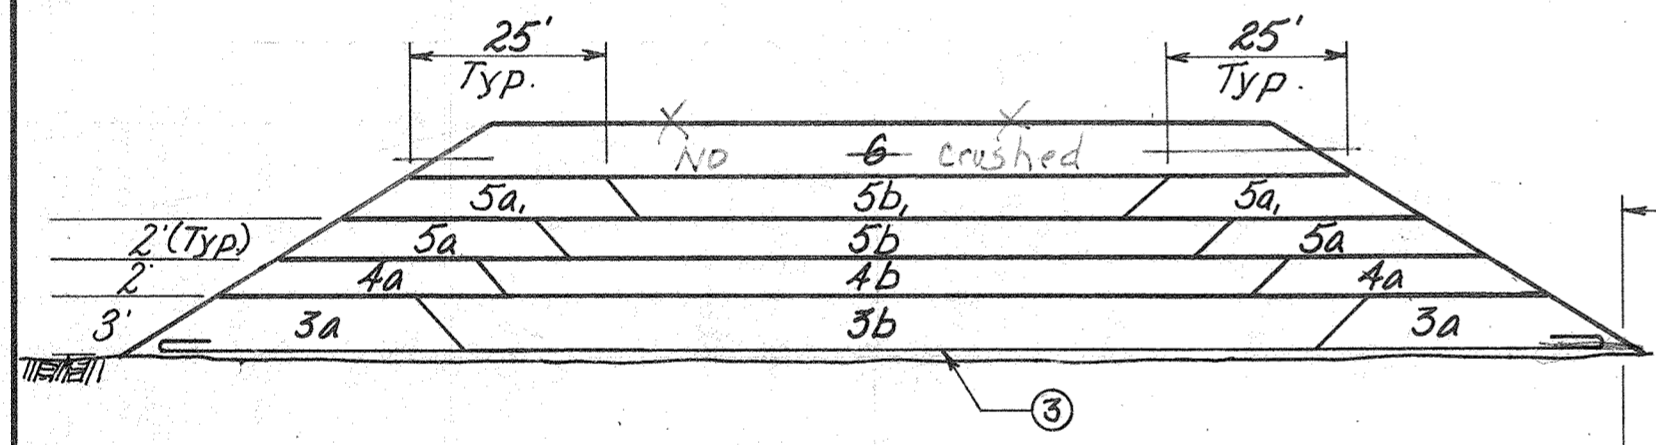 25' 25'
Typ. Typ.
X X
NO 6 crushed
5a, 5b, 5a,
2'(Typ.) 5a 5b 5a
2' 4a 4b 4a
3' 3a 3b 3a
3